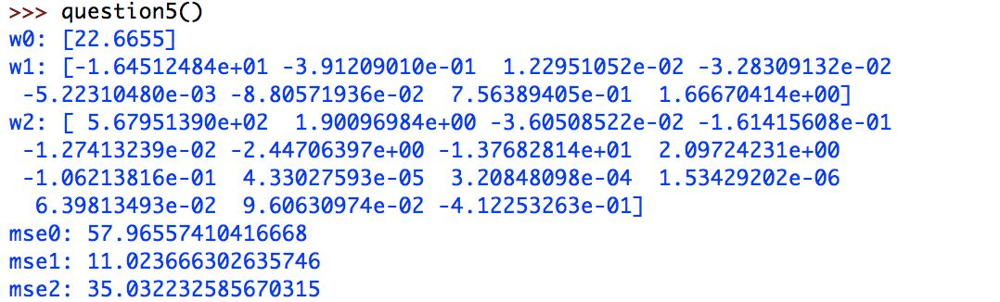 >>> question5()
w0: [22.6655]
w1: [-1.64512484e+01 -3.91209010e-01  1.22951052e-02 -3.28309132e-02
 -5.22310480e-03 -8.80571936e-02  7.56389405e-01  1.66670414e+00]
w2: [ 5.67951390e+02  1.90096984e+00 -3.60508522e-02 -1.61415608e-01
 -1.27413239e-02 -2.44706397e+00 -1.37682814e+01  2.09724231e+00
 -1.06213816e-01  4.33027593e-05  3.20848098e-04  1.53429202e-06
  6.39813493e-02  9.60630974e-02 -4.12253263e-01]
mse0: 57.96557410416668
mse1: 11.023666302635746
mse2: 35.032232585670315